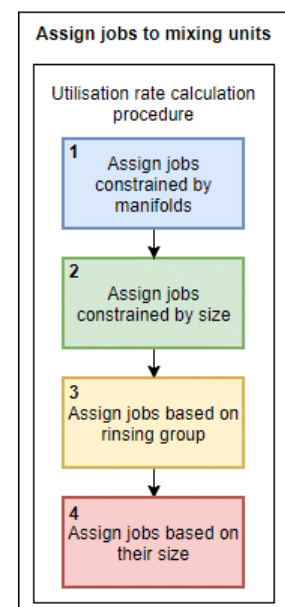 Assign jobs to mixing units
Utilisation rate calculation
procedure
1
Assign jobs
constrained by
manifolds
2
Assign jobs
constrained by size
3
Assign jobs based on
rinsing group
4
Assign jobs based on
their size